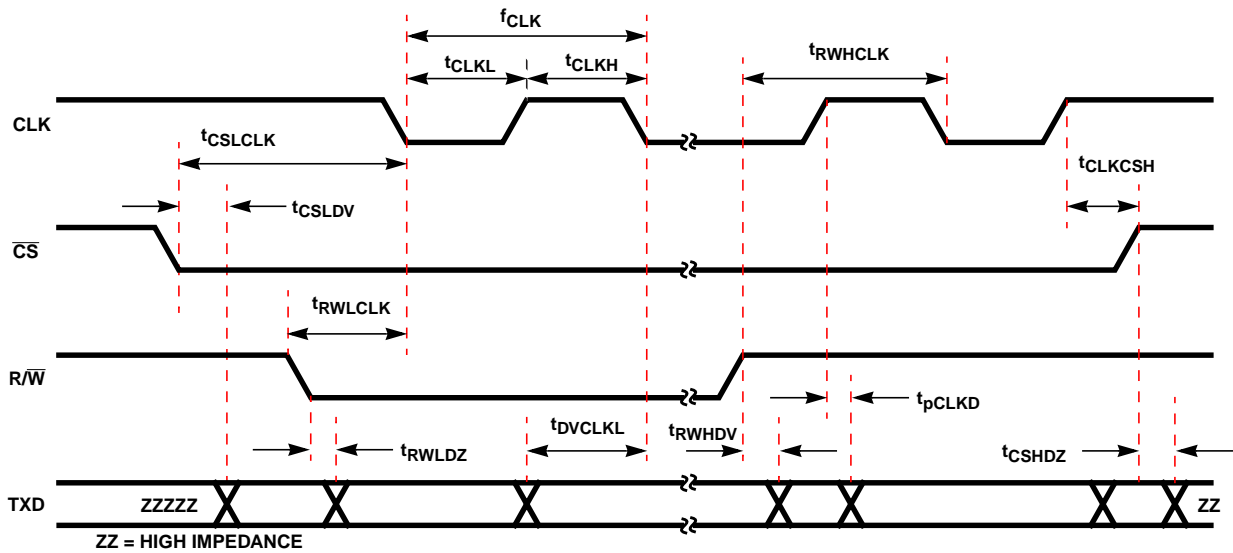 fCLK
tCLKL
tCLKH
tRWHCLK
CLK
tCSLCLK
tCLKCSH
tCSLDV
CS
tRWLCLK
R/W
tpCLKD
tDVCLKL
tRWHDV
tRWLDZ
tCSHDZ
TXD
ZZZZZ
ZZ
ZZ = HIGH IMPEDANCE